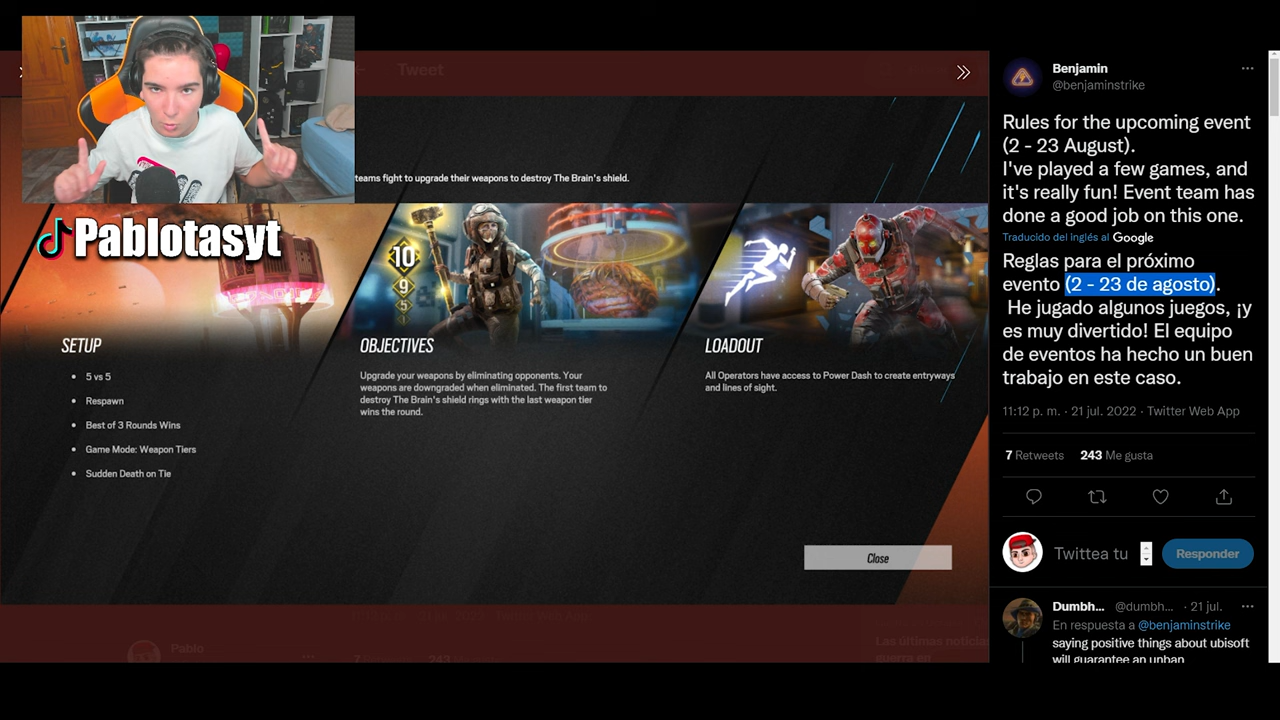 Tweet
teams fight to upgrade their weapons to destroy The Brain's shield.
Pablotasyt
10
9
5
SETUP
5 vs 5
Respawn
Best of 3 Rounds Wins
Game Mode: Weapon Tiers
Sudden Death on Tie
OBJECTIVES
Upgrade your weapons by eliminating opponents. Your
weapons are downgraded when eliminated. The first team to
destroy The Brain's shield rings with the last weapon tier
wins the round.
LOADOUT
All Operators have access to Power Dash to create entryways
and lines of sight.
Close
Pablo
Las últimas noticias
guerra en
Benjamin
@benjaminstrike
Rules for the upcoming event
(2 - 23 August).
I've played a few games, and
it's really fun! Event team has
done a good job on this one.
Traducido del inglés al Google
Reglas para el próximo
evento (2 - 23 de agosto).
He jugado algunos juegos, ¡y
es muy divertido! El equipo
de eventos ha hecho un buen
trabajo en este caso.
11:12 p. m. · 21 jul. 2022 · Twitter Web App
7 Retweets 243 Me gusta
Twittea tu
Responder
Dumbh... @dumbh... · 21 jul.
En respuesta a @benjaminstrike
saying positive things about ubisoft
will guarantee an unban